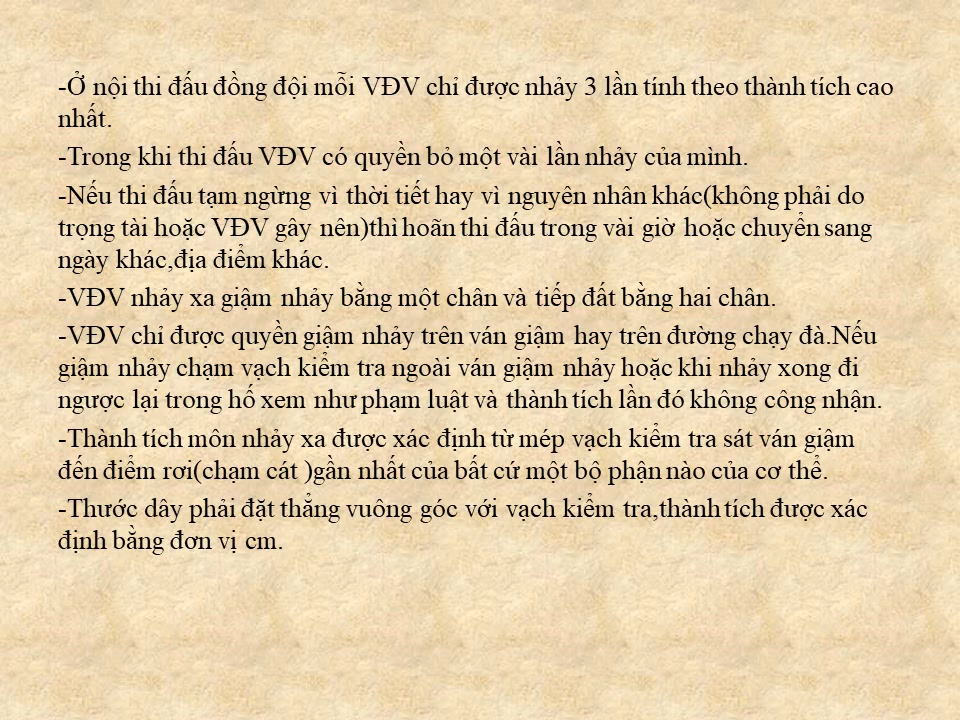 -Ở nội thi đấu đồng đội mỗi VĐV chỉ được nhảy 3 lần tính theo thành tích cao
nhất.
-Trong khi thi đấu VĐV có quyền bỏ một vài lần nhảy của mình.
-Nếu thi đấu tạm ngừng vì thời tiết hay vì nguyên nhân khác(không phải do
trọng tài hoặc VĐV gây nên)thì hoãn thi đấu trong vài giờ hoặc chuyển sang
ngày khác,địa điểm khác.
-VĐV nhảy xa giậm nhảy bằng một chân và tiếp đất bằng hai chân.
-VĐV chỉ được quyền giậm nhảy trên ván giậm hay trên đường chạy đà.Nếu
giậm nhảy chạm vạch kiểm tra ngoài ván giậm nhảy hoặc khi nhảy xong đi
ngược lại trong hố xem như phạm luật và thành tích lần đó không công nhận.
-Thành tích môn nhảy xa được xác định từ mép vạch kiểm tra sát ván giậm
đến điểm rơi(chạm cát )gần nhất của bất cứ một bộ phận nào của cơ thể.
-Thước dây phải đặt thẳng vuông góc với vạch kiểm tra,thành tích được xác
định bằng đơn vị cm.